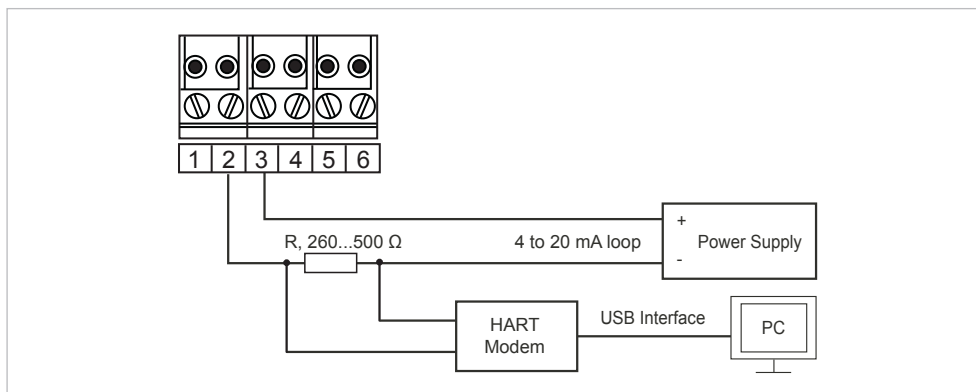 1 2 3 4 5 6
R, 260...500 Ω
4 to 20 mA loop
+
Power Supply
-
HART
Modem
USB Interface
PC